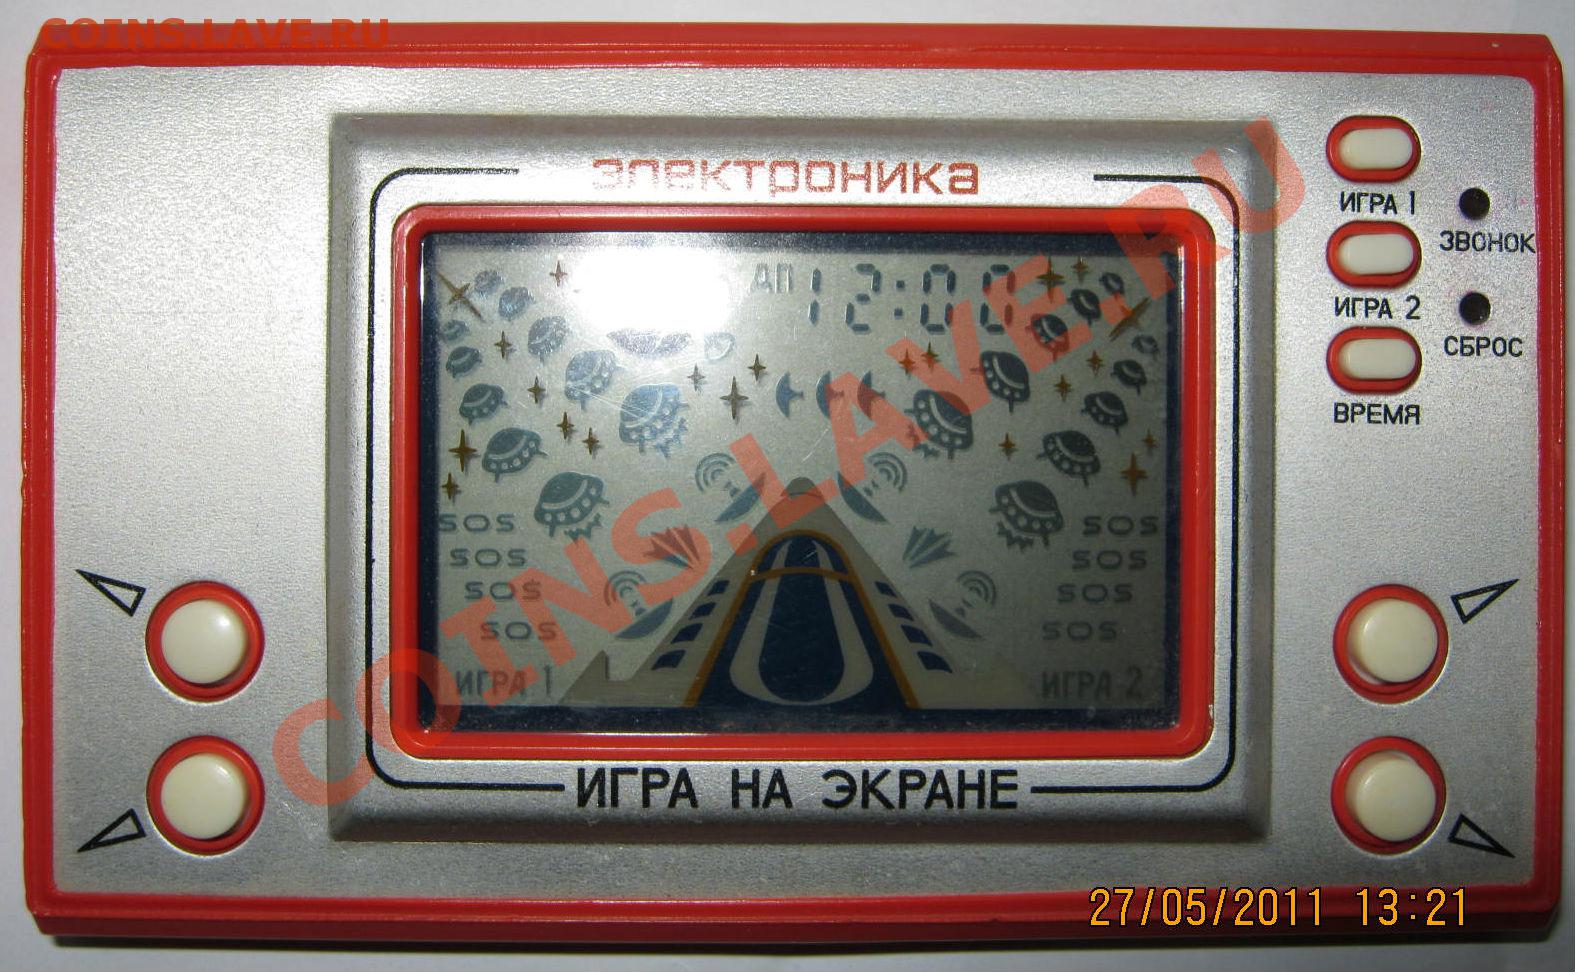 COINS.LAVE.RU
электроника
ИГРА 1
ЗВОНОК
ИГРА 2
СБРОС
ВРЕМЯ
ДП 12:00
SOS SOS
SOS SOS
SOS SOS
SOS SOS
ИГРА 1 ИГРА 2
ИГРА НА ЭКРАНЕ
COINS.LAVE.RU
27/05/2011 13:21